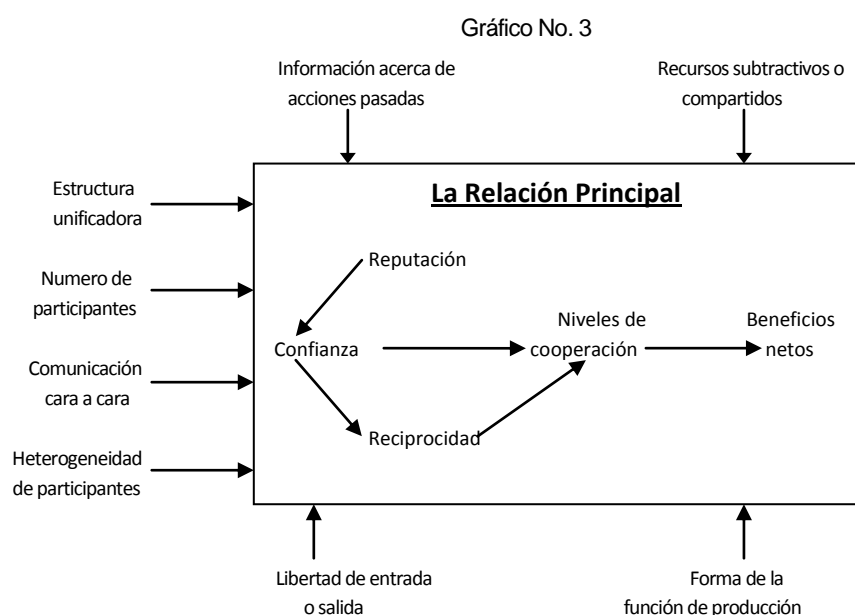 Gráfico No. 3
Información acerca de
acciones pasadas
Recursos subtractivos o
compartidos
Estructura
unificadora
Numero de
participantes
Comunicación
cara a cara
Heterogeneidad
de participantes
La Relación Principal
Reputación
Confianza
Reciprocidad
Niveles de
cooperación
Beneficios
netos
Libertad de entrada
o salida
Forma de la
función de producción